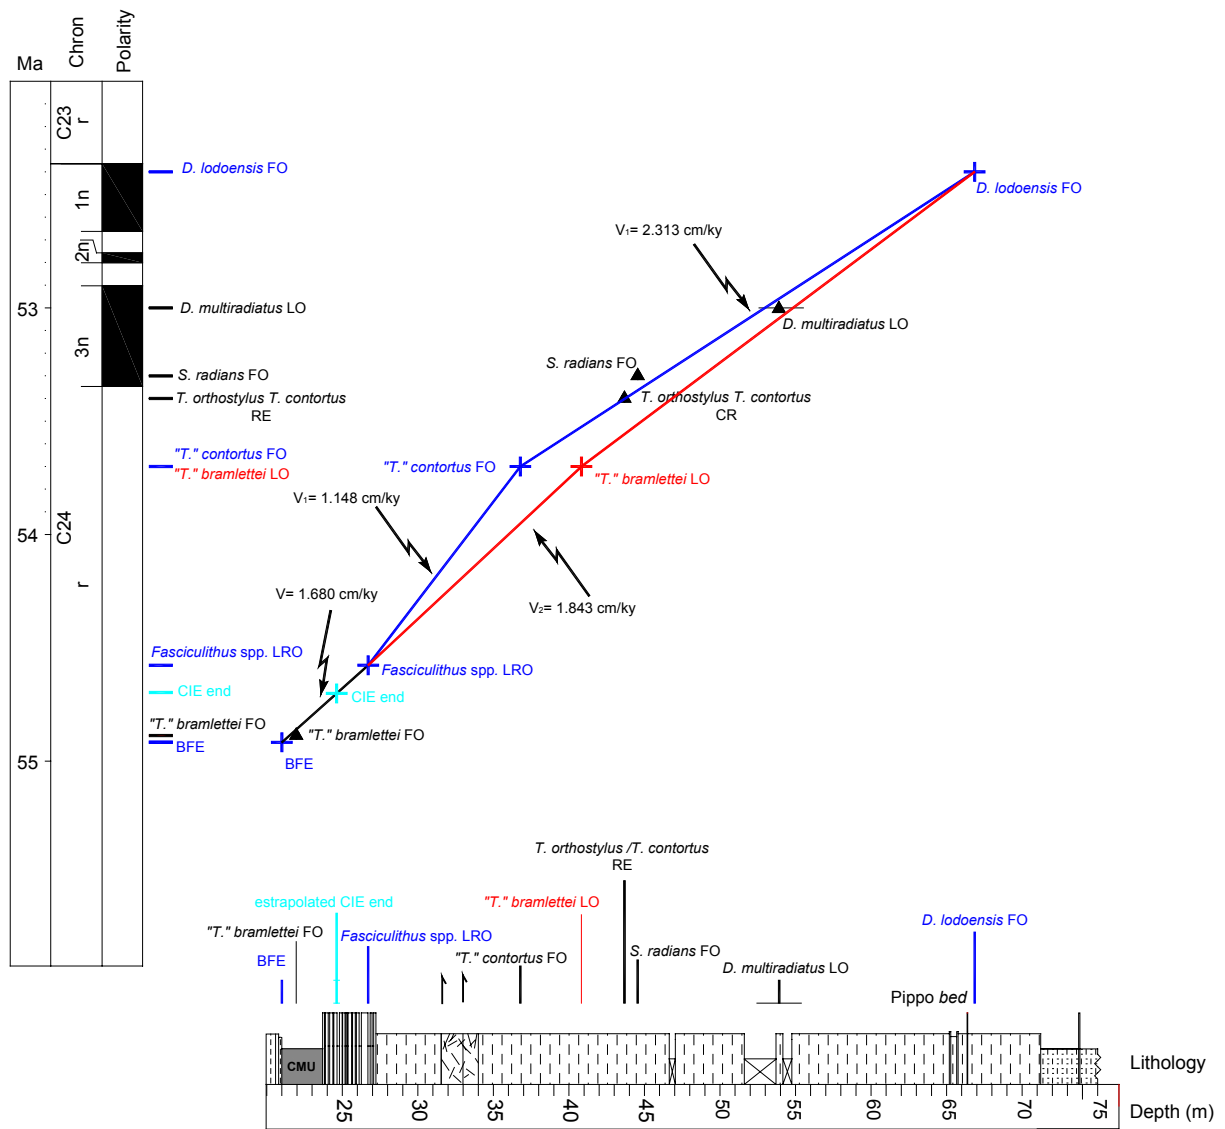 Ma
Chron
Polarity
C23
r
1n
2n
3n
C24
r
53
54
55
D. lodoensis FO
D. multiradiatus LO
S. radians FO
T. orthostylus T. contortus
RE
"T." contortus FO
"T." bramlettei LO
Fasciculithus spp. LRO
CIE end
"T." bramlettei FO
BFE
D. lodoensis FO
V1= 2.313 cm/ky
D. multiradiatus LO
S. radians FO
T. orthostylus T. contortus
CR
"T." contortus FO
"T." bramlettei LO
V1= 1.148 cm/ky
V= 1.680 cm/ky
V2= 1.843 cm/ky
Fasciculithus spp. LRO
CIE end
"T." bramlettei FO
BFE
T. orthostylus /T. contortus
RE
estrapolated CIE end
"T." bramlettei LO
"T." bramlettei FO
Fasciculithus spp. LRO
D. lodoensis FO
"T." contortus FO
S. radians FO
BFE
D. multiradiatus LO
Pippo bed
CMU
Lithology
25 30 35 40 45 50 55 60 65 70 75
Depth (m)